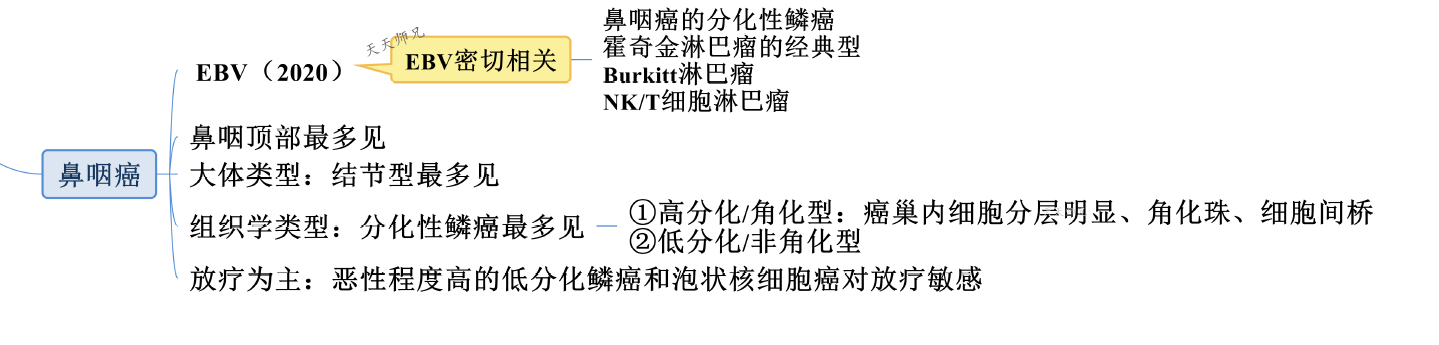 鼻咽癌
EBV（2020）
天天师兄
EBV密切相关
鼻咽癌的分化性鳞癌
霍奇金淋巴瘤的经典型
Burkitt淋巴瘤
NK/T细胞淋巴瘤
鼻咽顶部最多见
大体类型：结节型最多见
组织学类型：分化性鳞癌最多见
①高分化/角化型：癌巢内细胞分层明显、角化珠、细胞间桥
②低分化/非角化型
放疗为主：恶性程度高的低分化鳞癌和泡状核细胞癌对放疗敏感